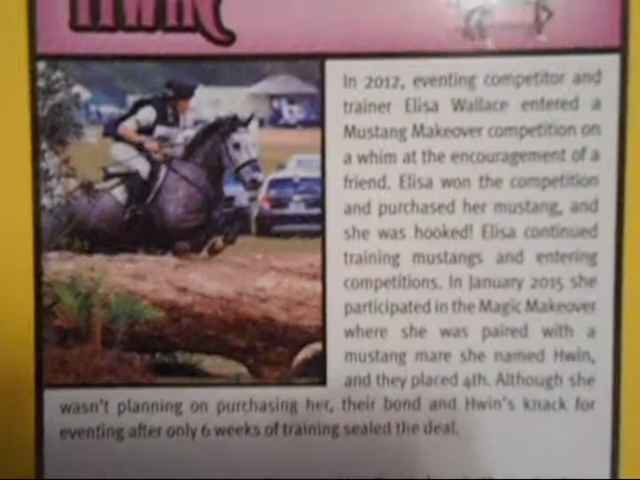 HWIN
In 2012, eventing competitor and
trainer Elisa Wallace entered a
Mustang Makeover competition on
a whim at the encouragement of a
friend. Elisa won the competition
and purchased her mustang, and
she was hooked! Elisa continued
training mustangs and entering
competitions. In January 2015 she
participated in the Magic Makeover
where she was paired with a
mustang mare she named Hwin,
and they placed 4th. Although she
wasn't planning on purchasing her, their bond and Hwin's knack for
eventing after only 6 weeks of training sealed the deal.